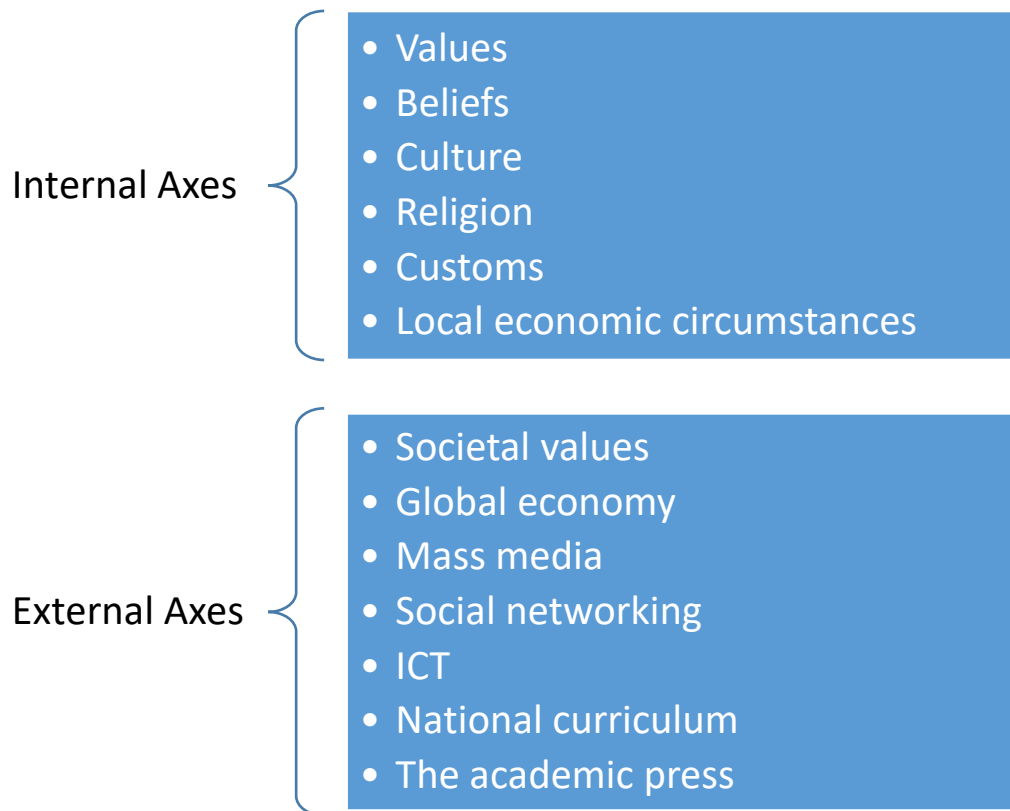 Internal Axes
• Values
• Beliefs
• Culture
• Religion
• Customs
• Local economic circumstances
External Axes
• Societal values
• Global economy
• Mass media
• Social networking
• ICT
• National curriculum
• The academic press